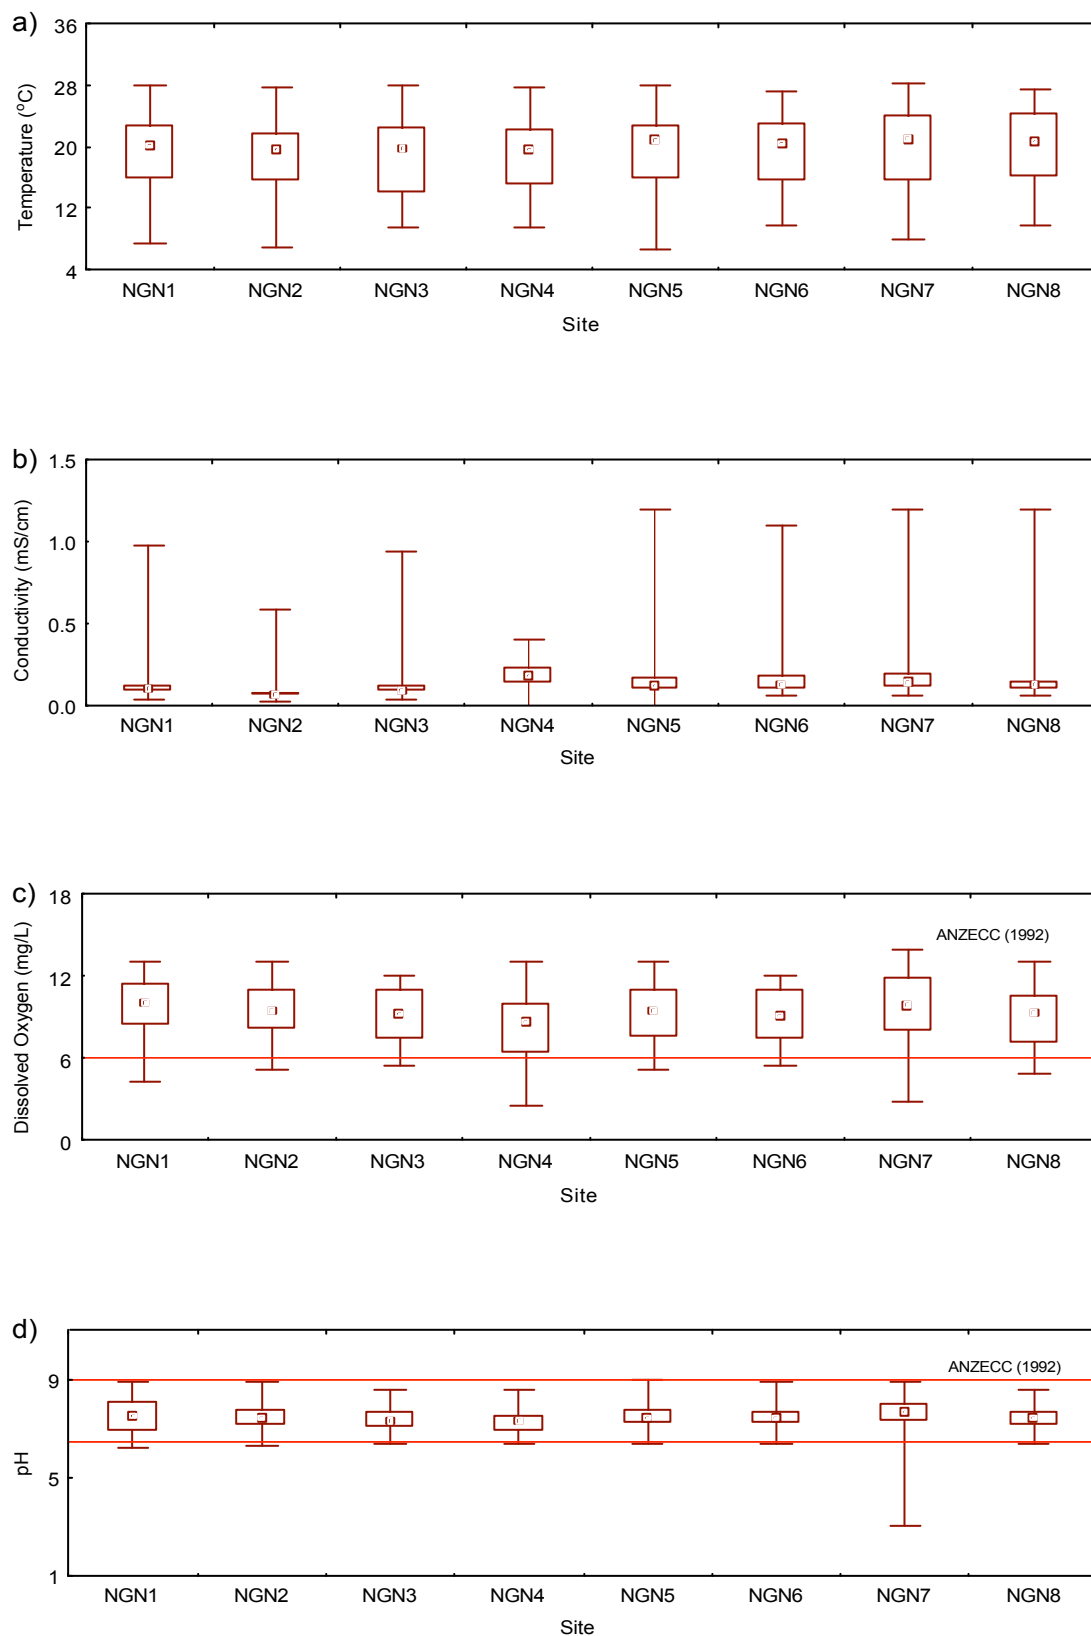 a)
36
28
20
12
4
Temperature (°C)
NGN1 NGN2 NGN3 NGN4 NGN5 NGN6 NGN7 NGN8
Site
b)
1.5
1.0
0.5
0.0
Conductivity (mS/cm)
NGN1 NGN2 NGN3 NGN4 NGN5 NGN6 NGN7 NGN8
Site
c)
18
12
6
0
Dissolved Oxygen (mg/L)
ANZECC (1992)
NGN1 NGN2 NGN3 NGN4 NGN5 NGN6 NGN7 NGN8
Site
d)
9
5
1
pH
ANZECC (1992)
NGN1 NGN2 NGN3 NGN4 NGN5 NGN6 NGN7 NGN8
Site